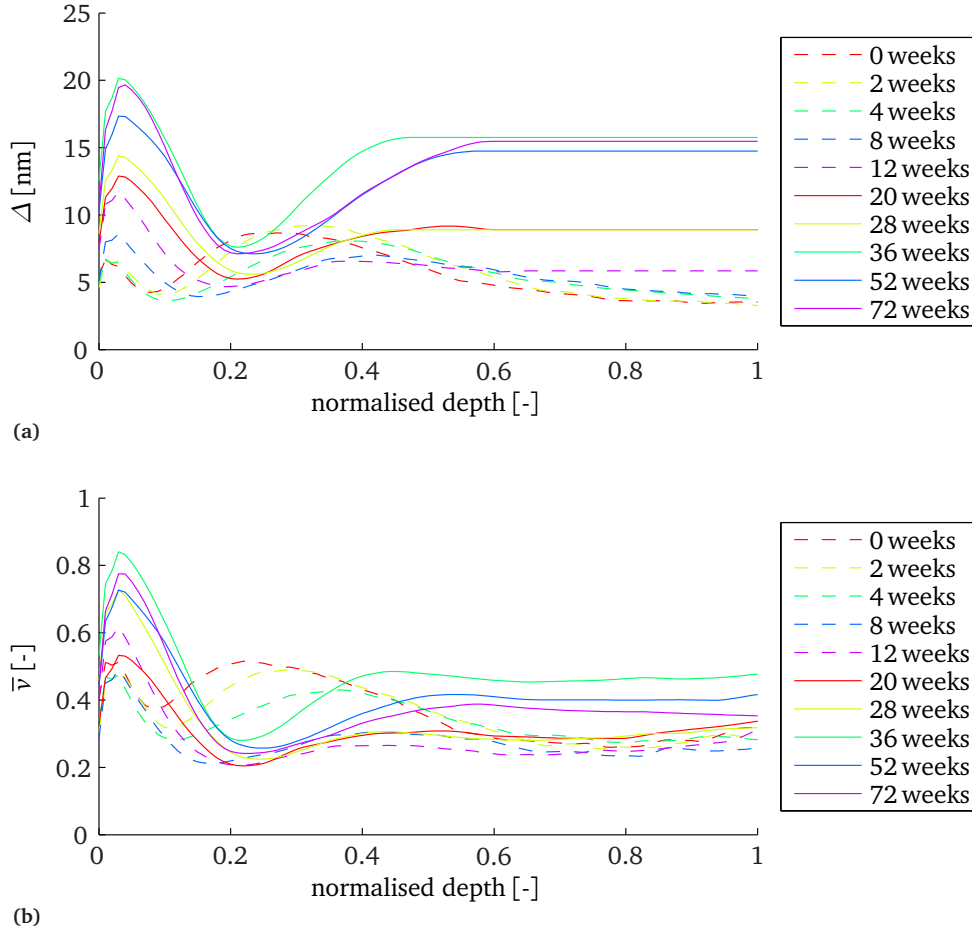 25
20
15
10
5
0
Δ [nm]
0 0.2 0.4 0.6 0.8 1
normalised depth [-]
0 weeks
2 weeks
4 weeks
8 weeks
12 weeks
20 weeks
28 weeks
36 weeks
52 weeks
72 weeks
(a)
1
0.8
0.6
0.4
0.2
0
v̅ [-]
0 0.2 0.4 0.6 0.8 1
normalised depth [-]
0 weeks
2 weeks
4 weeks
8 weeks
12 weeks
20 weeks
28 weeks
36 weeks
52 weeks
72 weeks
(b)